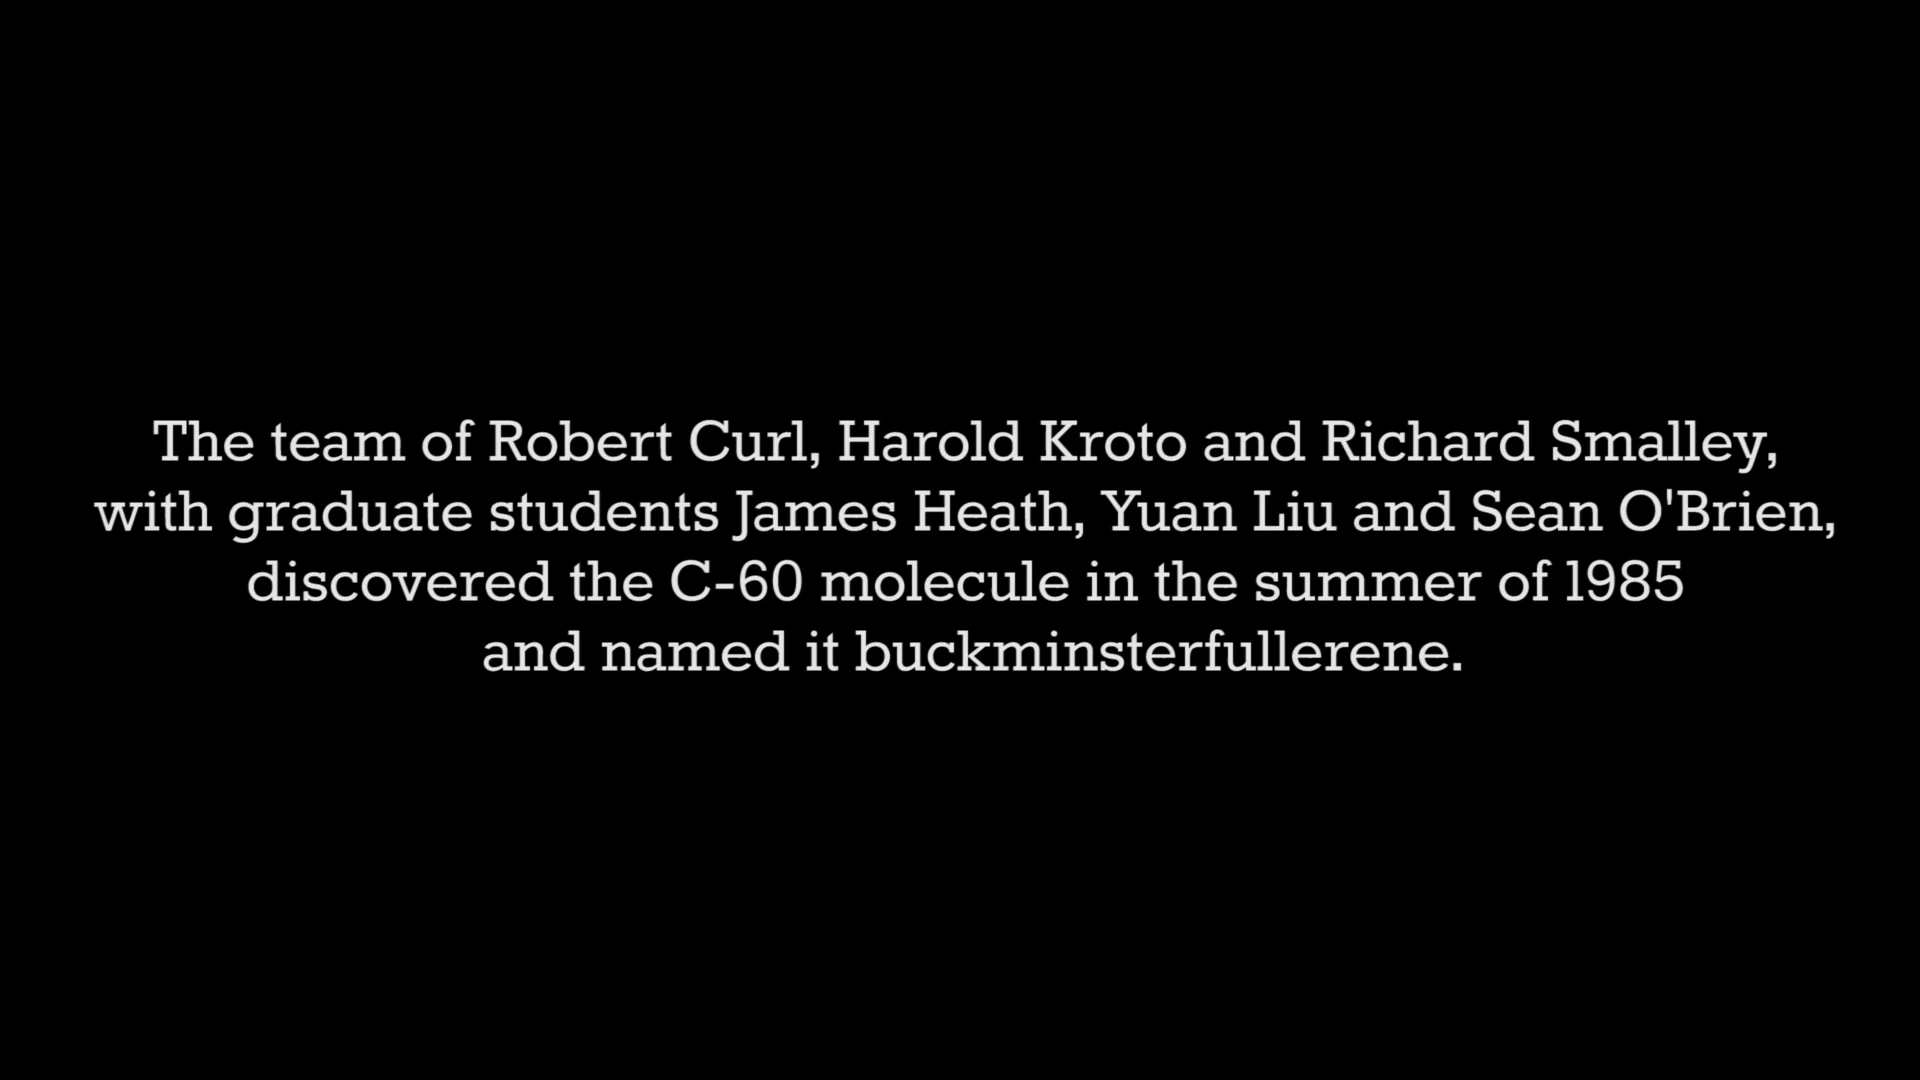 The team of Robert Curl, Harold Kroto and Richard Smalley,
with graduate students James Heath, Yuan Liu and Sean O'Brien,
discovered the C-60 molecule in the summer of 1985
and named it buckminsterfullerene.